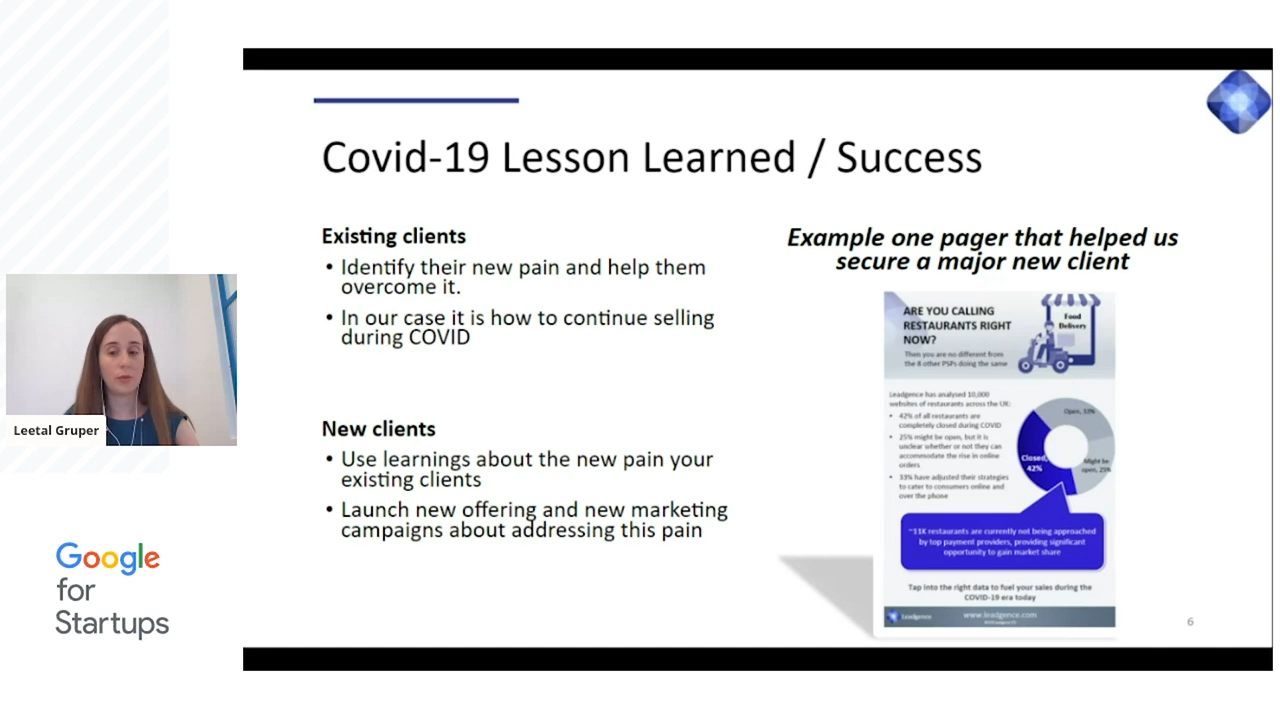 Covid-19 Lesson Learned / Success
Existing clients
• Identify their new pain and help them
overcome it.
• In our case it is how to continue selling
during COVID
New clients
• Use learnings about the new pain your
existing clients
• Launch new offering and new marketing
campaigns about addressing this pain
Example one pager that helped us
secure a major new client
ARE YOU CALLING
RESTAURANTS RIGHT
NOW?
Then you are no different from
the 8 other PSPs doing the same
Food
Delivery
Leadgence has analysed 10,000
websites of restaurants across the UK:
• 42% of all restaurants are
completely closed during COVID
• 25% might be open, but it is
unclear whether or not they can
accommodate the rise in online
orders
• 33% have adjusted their strategies
to cater to consumers online and
over the phone
Open, 33%
Closed,
42%
Might be
open, 25%
~11K restaurants are currently not being approached
by top payment providers, providing significant
opportunity to gain market share
Tap into the right data to fuel your sales during the
COVID-19 era today
Leadgence
www.leadgence.com
6
Leetal Gruper
Google
for
Startups